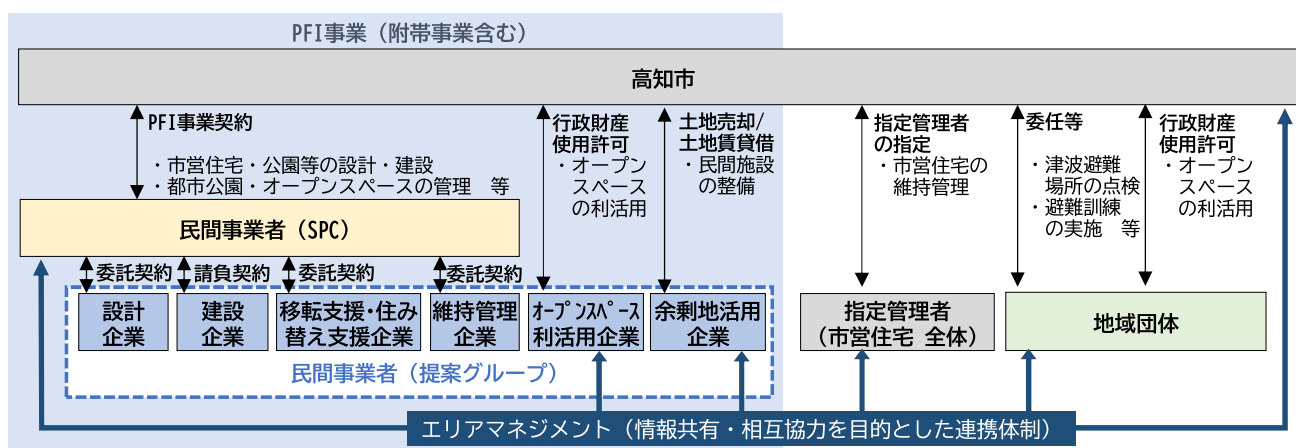 PFI事業（附帯事業含む）
高知市
PFI事業契約
・市営住宅・公園等の設計・建設
・都市公園・オープンスペースの管理　等
行政財産
使用許可
・オープン
スペース
の利活用
土地売却/
土地賃貸借
・民間施設
の整備
指定管理者
の指定
・市営住宅の
維持管理
委任等
・津波避難
場所の点検
・避難訓練
の実施　等
行政財産
使用許可
・オープン
スペース
の利活用
民間事業者（SPC）
委託契約
請負契約
委託契約
委託契約
設計
企業
建設
企業
移転支援・住み
替え支援企業
維持管理
企業
ｵｰﾌﾟﾝｽﾍﾟｰｽ
利活用企業
余剰地活用
企業
指定管理者
（市営住宅 全体）
地域団体
民間事業者（提案グループ）
エリアマネジメント（情報共有・相互協力を目的とした連携体制）